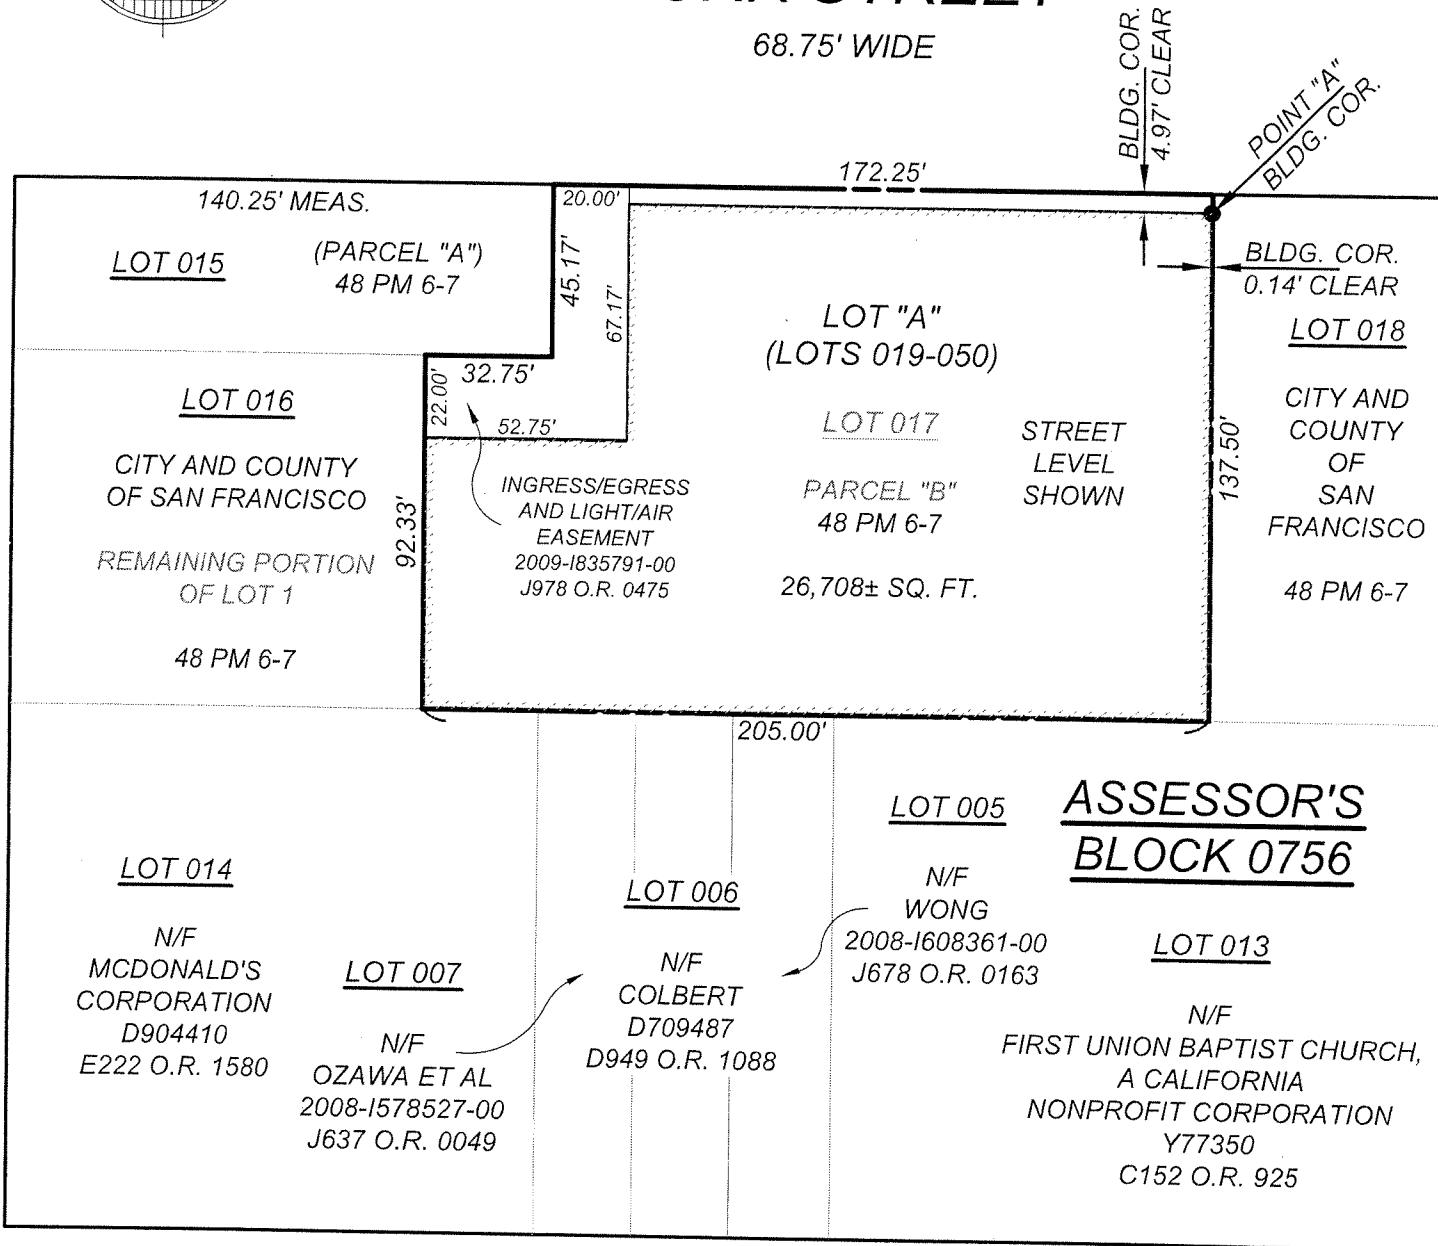 68.75' WIDE
BLDG. COR.
4.97' CLEAR
POINT "A"
BLDG. COR.
172.25'
140.25' MEAS.
20.00'
LOT 015
(PARCEL "A")
48 PM 6-7
45.17'
67.17'
BLDG. COR.
0.14' CLEAR
LOT "A"
(LOTS 019-050)
LOT 017
PARCEL "B"
48 PM 6-7
26,708± SQ. FT.
STREET
LEVEL
SHOWN
137.50'
LOT 018
CITY AND
COUNTY
OF
SAN
FRANCISCO
48 PM 6-7
32.75'
22.00'
52.75'
LOT 016
CITY AND COUNTY
OF SAN FRANCISCO
REMAINING PORTION
OF LOT 1
48 PM 6-7
92.33'
INGRESS/EGRESS
AND LIGHT/AIR
EASEMENT
2009-I835791-00
J978 O.R. 0475
205.00'
ASSESSOR'S
BLOCK 0756
LOT 005
N/F
WONG
2008-I608361-00
J678 O.R. 0163
LOT 014
N/F
MCDONALD'S
CORPORATION
D904410
E222 O.R. 1580
LOT 007
N/F
OZAWA ET AL
2008-I578527-00
J637 O.R. 0049
LOT 006
N/F
COLBERT
D709487
D949 O.R. 1088
LOT 013
N/F
FIRST UNION BAPTIST CHURCH,
A CALIFORNIA
NONPROFIT CORPORATION
Y77350
C152 O.R. 925